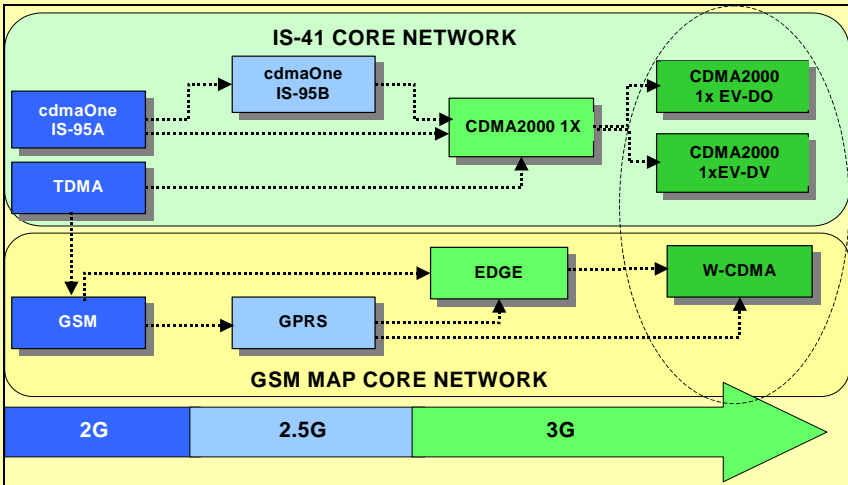 IS-41 CORE NETWORK
cdmaOne
IS-95A
cdmaOne
IS-95B
CDMA2000 1X
CDMA2000
1x EV-DO
CDMA2000
1xEV-DV
TDMA
EDGE
W-CDMA
GSM
GPRS
GSM MAP CORE NETWORK
2G
2.5G
3G